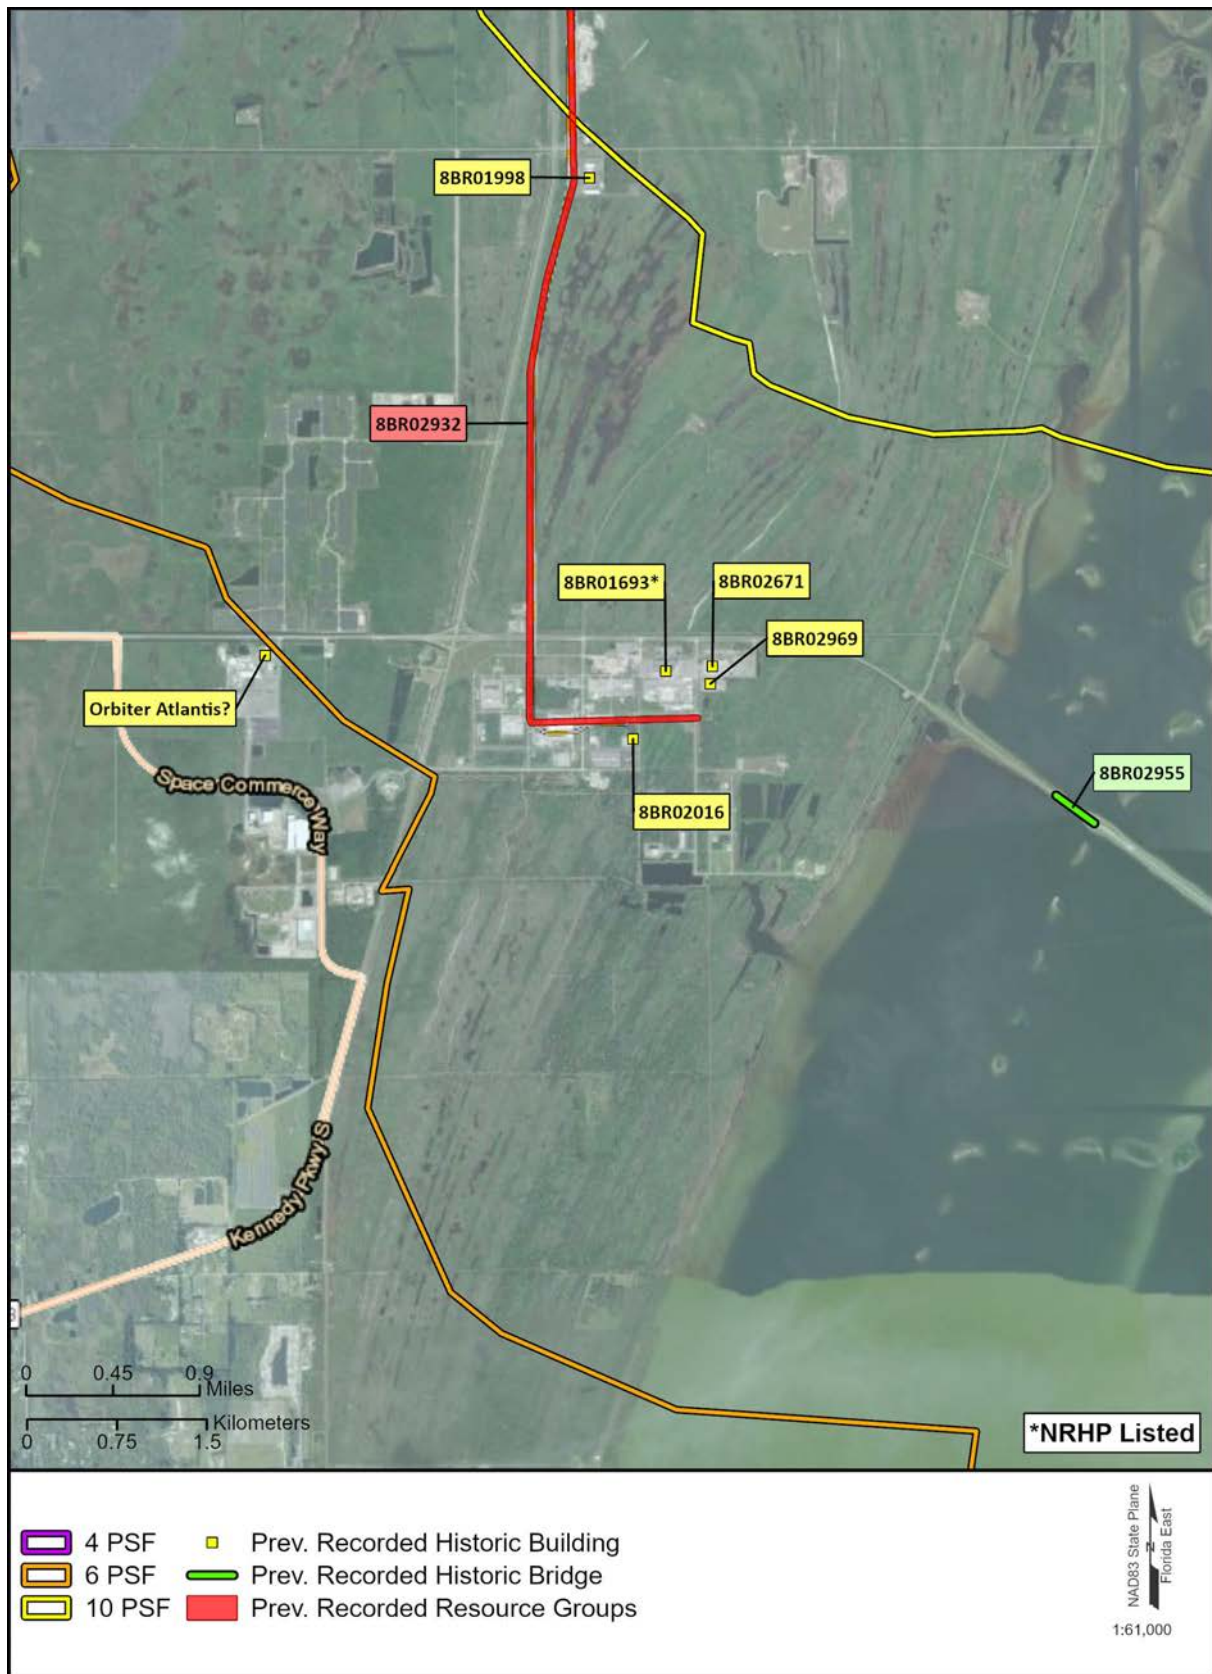 8BR01998
8BR02932
8BR01693*
8BR02671
8BR02969
Orbiter Atlantis?
8BR02955
Space Commerce Way
8BR02016
Kennedy Pkwy S
0 0.45 0.9
Miles
Kilometers
0 0.75 1.5
*NRHP Listed
4 PSF
Prev. Recorded Historic Building
6 PSF
Prev. Recorded Historic Bridge
10 PSF
Prev. Recorded Resource Groups
NAD83 State Plane
Florida East
N
1:61,000